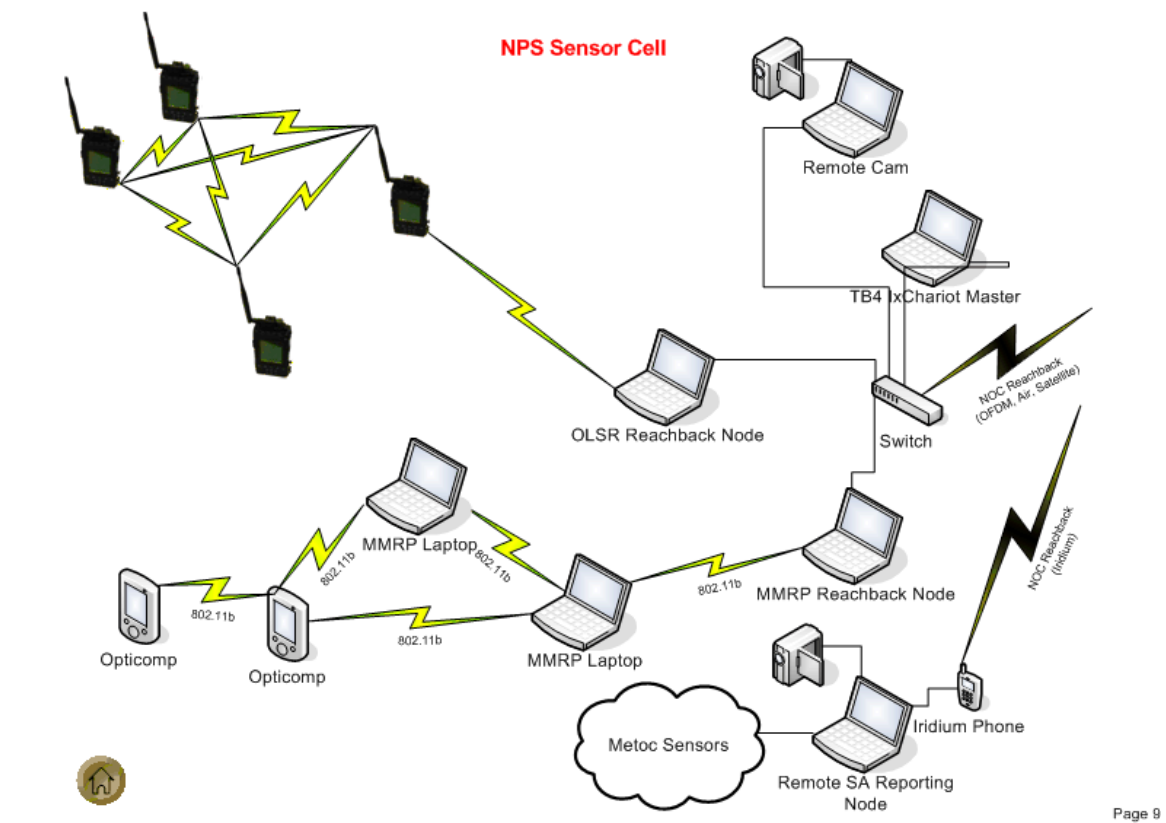 NPS Sensor Cell
Remote Cam
TB4 IxChariot Master
NOC Reachback
(OFDM, Air, Satellite)
OLSR Reachback Node
Switch
NOC Reachback
(Iridium)
MMRP Laptop
802.11b
802.11b
802.11b
MMRP Reachback Node
802.11b
802.11b
Opticomp
Opticomp
MMRP Laptop
Iridium Phone
Metoc Sensors
Remote SA Reporting
Node
Page 9